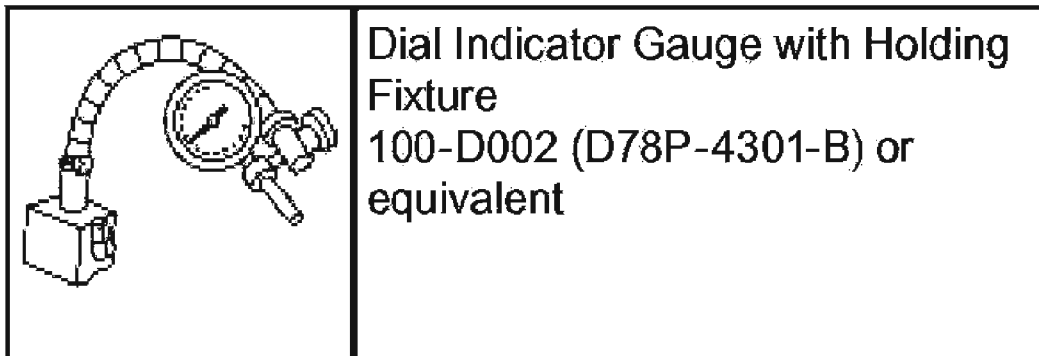 Dial Indicator Gauge with Holding
Fixture
100-D002 (D78P-4301-B) or
equivalent